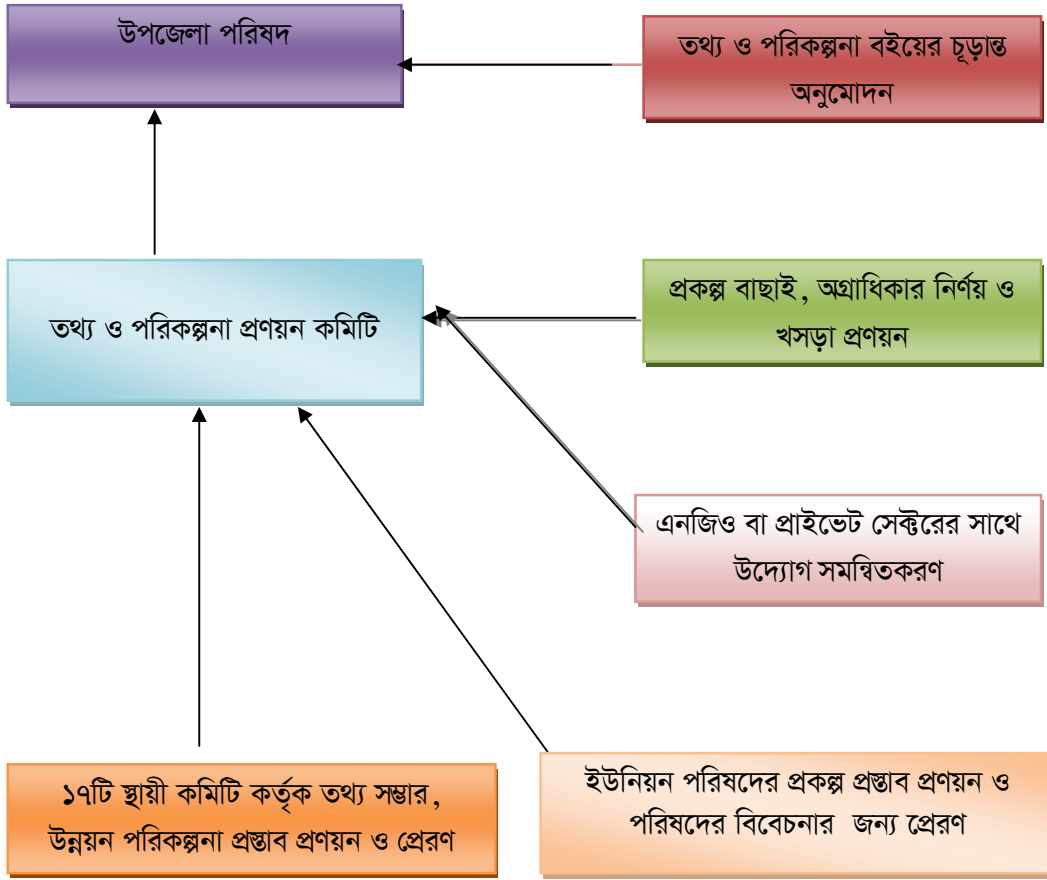 উপজেলা পরিষদ
তথ্য ও পরিকল্পনা বইয়ের চূড়ান্ত
অনুমোদন
তথ্য ও পরিকল্পনা প্রণয়ন কমিটি
প্রকল্প বাছাই, অগ্রাধিকার নির্ণয় ও
খসড়া প্রণয়ন
এনজিও বা প্রাইভেট সেক্টরের সাথে
উদ্যোগ সমন্বিতকরণ
১৭টি স্থায়ী কমিটি কর্তৃক তথ্য সম্ভার,
উন্নয়ন পরিকল্পনা প্রস্তাব প্রণয়ন ও প্রেরণ
ইউনিয়ন পরিষদের প্রকল্প প্রস্তাব প্রণয়ন ও
পরিষদের বিবেচনার জন্য প্রেরণ